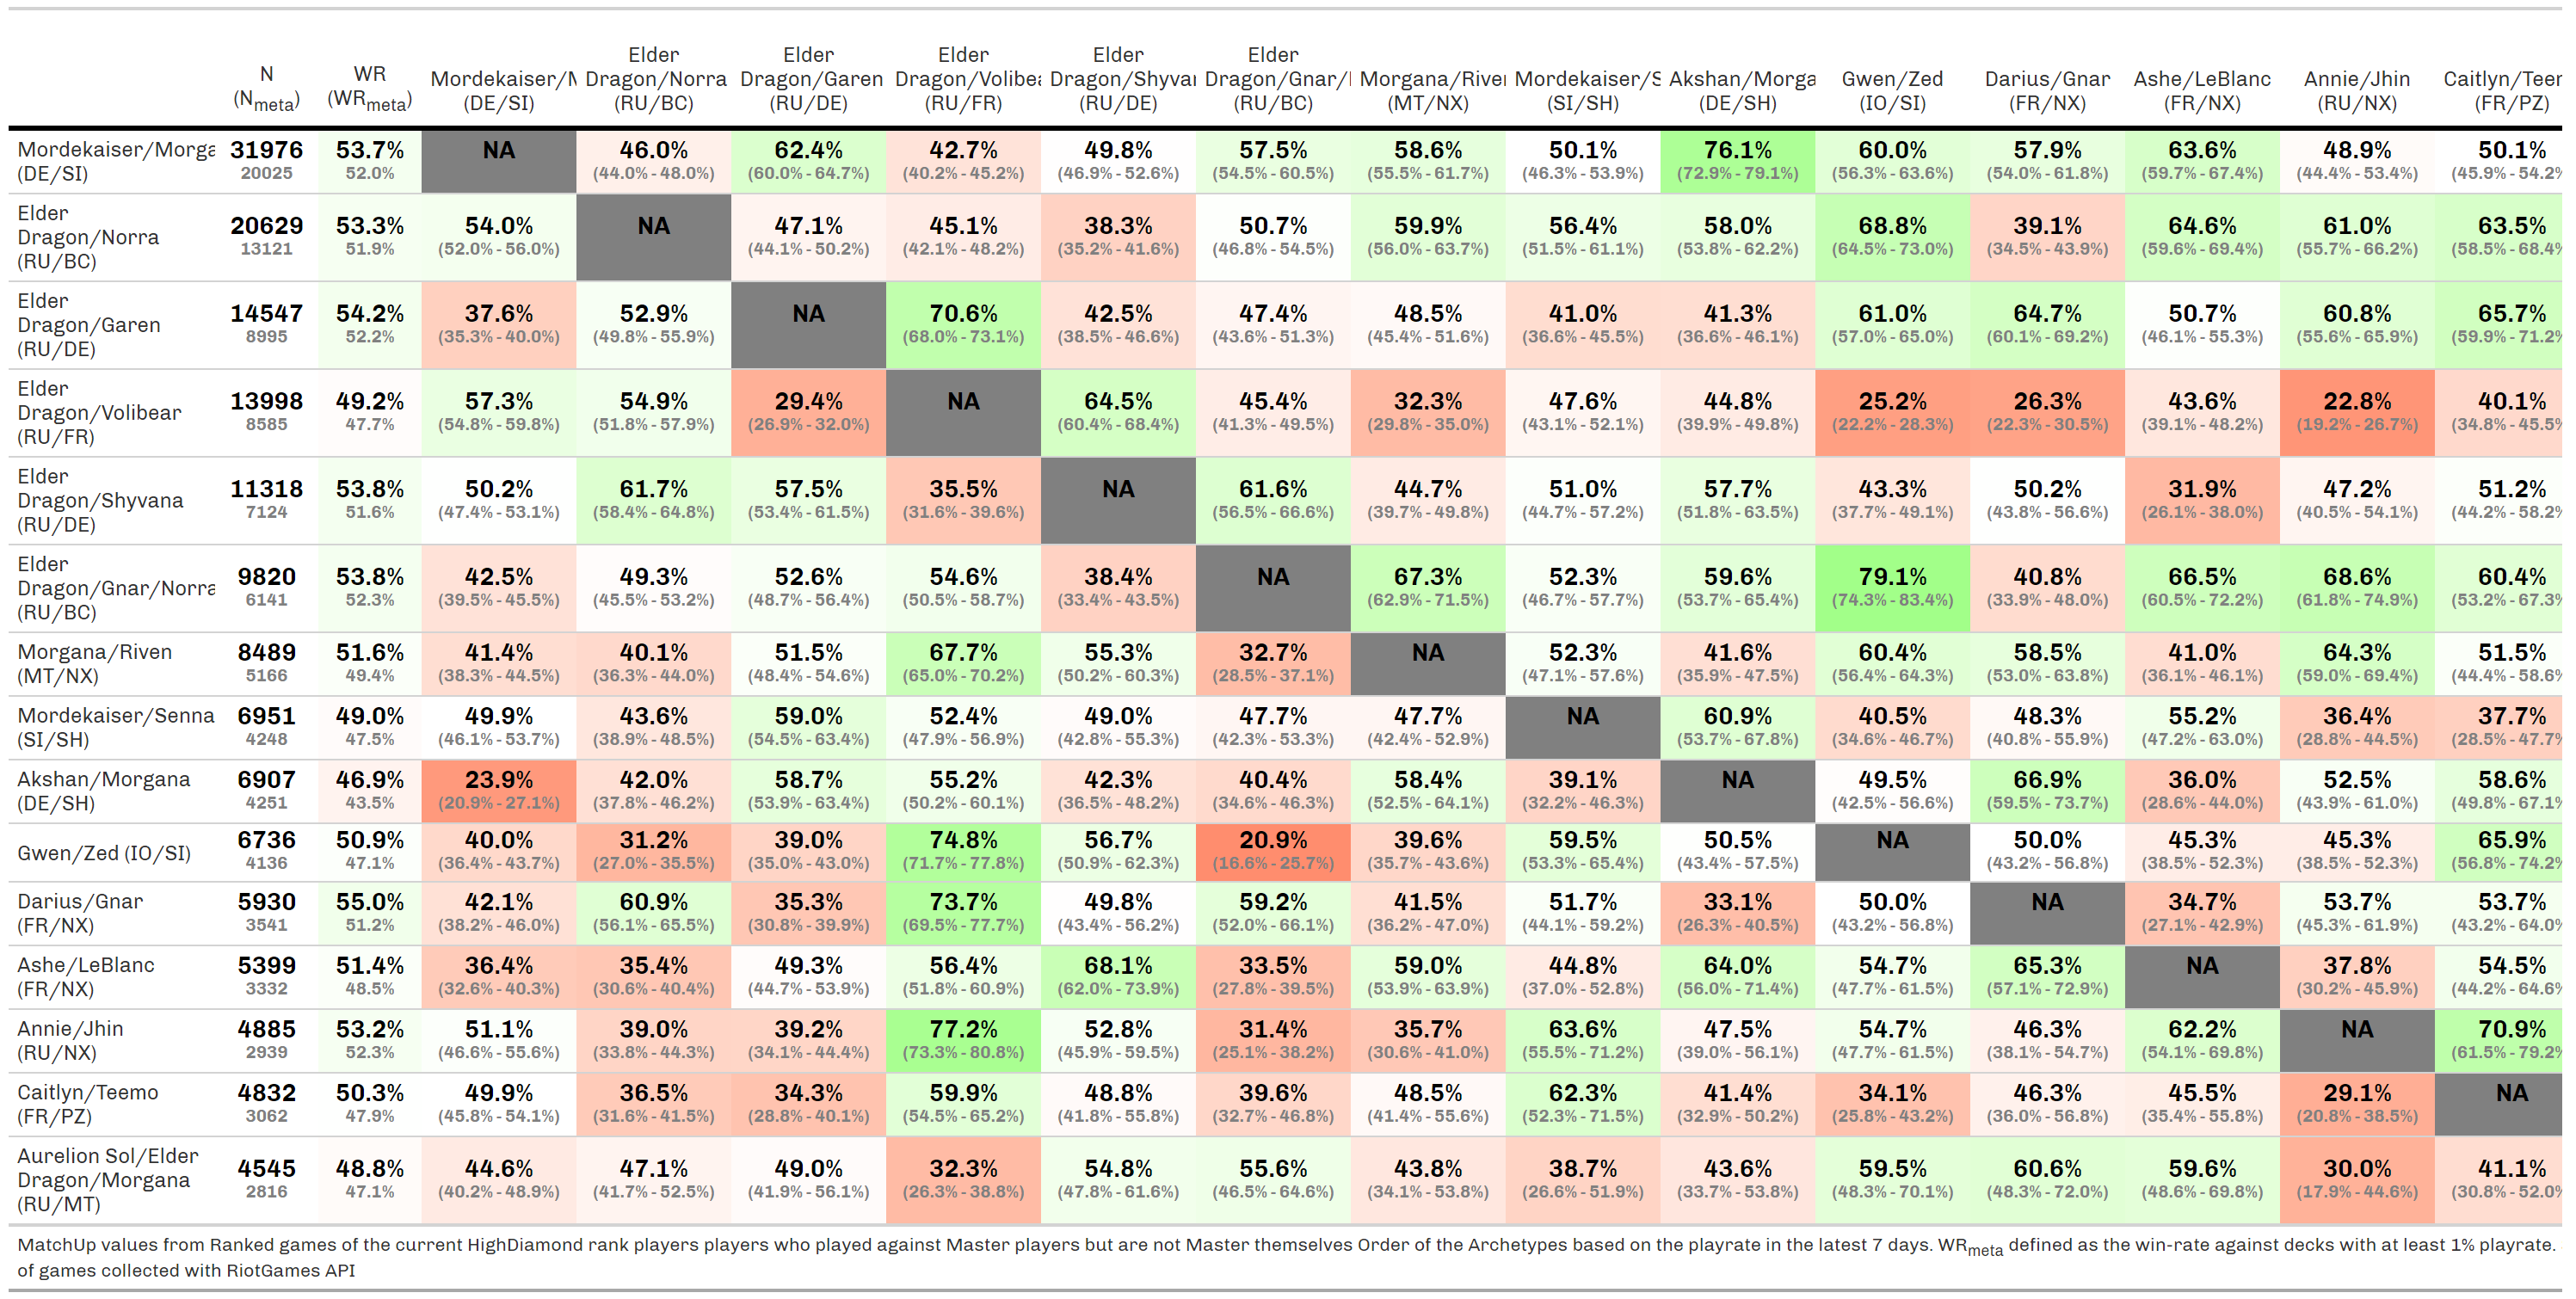 N (N_meta) WR (WR_meta) Mordekaiser/M (DE/SI) Elder Dragon/Norra (RU/BC) Elder Dragon/Garen (RU/DE) Elder Dragon/Volibea (RU/FR) Elder Dragon/Shyvar (RU/DE) Elder Dragon/Gnar/ (RU/BC) Morgana/River (MT/NX) Mordekaiser/S (SI/SH) Akshan/Morga (DE/SH) Gwen/Zed (IO/SI) Darius/Gnar (FR/NX) Ashe/LeBlanc (FR/NX) Annie/Jhin (RU/NX) Caitlyn/Teer (FR/PZ)
Mordekaiser/Morga 31976 53.7% NA 46.0% 62.4% 42.7% 49.8% 57.5% 58.6% 50.1% 76.1% 60.0% 57.9% 63.6% 48.9% 50.1%
(DE/SI) 20025 52.0% (44.0% - 48.0%) (60.0% - 64.7%) (40.2% - 45.2%) (46.9% - 52.6%) (54.5% - 60.5%) (55.5% - 61.7%) (46.3% - 53.9%) (72.9% - 79.1%) (56.3% - 63.6%) (54.0% - 61.8%) (59.7% - 67.4%) (44.4% - 53.4%) (45.9% - 54.2%
Elder
Dragon/Norra 20629 53.3% 54.0% NA 47.1% 45.1% 38.3% 50.7% 59.9% 56.4% 58.0% 68.8% 39.1% 64.6% 61.0% 63.5%
(RU/BC) 13121 51.9% (52.0% - 56.0%) (44.1% - 50.2%) (42.1% - 48.2%) (35.2% - 41.6%) (46.8% - 54.5%) (56.0% - 63.7%) (51.5% - 61.1%) (53.8% - 62.2%) (64.5% - 73.0%) (34.5% - 43.9%) (59.6% - 69.4%) (55.7% - 66.2%) (58.5% - 68.4%
Elder
Dragon/Garen 14547 54.2% 37.6% 52.9% NA 70.6% 42.5% 47.4% 48.5% 41.0% 41.3% 61.0% 64.7% 50.7% 60.8% 65.7%
(RU/DE) 8995 52.2% (35.3% - 40.0%) (49.8% - 55.9%) (68.0% - 73.1%) (38.5% - 46.6%) (43.6% - 51.3%) (45.4% - 51.6%) (36.6% - 45.5%) (36.6% - 46.1%) (57.0% - 65.0%) (60.1% - 69.2%) (46.1% - 55.3%) (55.6% - 65.9%) (59.9% - 71.2%
Elder
Dragon/Volibear 13998 49.2% 57.3% 54.9% 29.4% NA 64.5% 45.4% 32.3% 47.6% 44.8% 25.2% 26.3% 43.6% 22.8% 40.1%
(RU/FR) 8585 47.7% (54.8% - 59.8%) (51.8% - 57.9%) (26.9% - 32.0%) (60.4% - 68.4%) (41.3% - 49.5%) (29.8% - 35.0%) (43.1% - 52.1%) (39.9% - 49.8%) (22.2% - 28.3%) (22.3% - 30.5%) (39.1% - 48.2%) (19.2% - 26.7%) (34.8% - 45.5%
Elder
Dragon/Shyvana 11318 53.8% 50.2% 61.7% 57.5% 35.5% NA 61.6% 44.7% 51.0% 57.7% 43.3% 50.2% 31.9% 47.2% 51.2%
(RU/DE) 7124 51.6% (47.4% - 53.1%) (58.4% - 64.8%) (53.4% - 61.5%) (31.6% - 39.6%) (56.5% - 66.6%) (39.7% - 49.8%) (44.7% - 57.2%) (51.8% - 63.5%) (37.7% - 49.1%) (43.8% - 56.6%) (26.1% - 38.0%) (40.5% - 54.1%) (44.2% - 58.2%
Elder
Dragon/Gnar/Norra 9820 53.8% 42.5% 49.3% 52.6% 54.6% 38.4% NA 67.3% 52.3% 59.6% 79.1% 40.8% 66.5% 68.6% 60.4%
(RU/BC) 6141 52.3% (39.5% - 45.5%) (45.5% - 53.2%) (48.7% - 56.4%) (50.5% - 58.7%) (33.4% - 43.5%) (62.9% - 71.5%) (46.7% - 57.7%) (53.7% - 65.4%) (74.3% - 83.4%) (33.9% - 48.0%) (60.5% - 72.2%) (61.8% - 74.9%) (53.2% - 67.3%
Morgana/Riven 8489 51.6% 41.4% 40.1% 51.5% 67.7% 55.3% 32.7% NA 52.3% 41.6% 60.4% 58.5% 41.0% 64.3% 51.5%
(MT/NX) 5166 49.4% (38.3% - 44.5%) (36.3% - 44.0%) (48.4% - 54.6%) (65.0% - 70.2%) (50.2% - 60.3%) (28.5% - 37.1%) (47.1% - 57.6%) (35.9% - 47.5%) (56.4% - 64.3%) (53.0% - 63.8%) (36.1% - 46.1%) (59.0% - 69.4%) (44.4% - 58.6%
Mordekaiser/Senna 6951 49.0% 49.9% 43.6% 59.0% 52.4% 49.0% 47.7% 47.7% NA 60.9% 40.5% 48.3% 55.2% 36.4% 37.7%
(SI/SH) 4248 47.5% (46.1% - 53.7%) (38.9% - 48.5%) (54.5% - 63.4%) (47.9% - 56.9%) (42.8% - 55.3%) (42.3% - 53.3%) (42.4% - 52.9%) (53.7% - 67.8%) (34.6% - 46.7%) (40.8% - 55.9%) (47.2% - 63.0%) (28.8% - 44.5%) (28.5% - 47.7%
Akshan/Morgana 6907 46.9% 23.9% 42.0% 58.7% 55.2% 42.3% 40.4% 58.4% 39.1% NA 49.5% 66.9% 36.0% 52.5% 58.6%
(DE/SH) 4251 43.5% (20.9% - 27.1%) (37.8% - 46.2%) (53.9% - 63.4%) (50.2% - 60.1%) (36.5% - 48.2%) (34.6% - 46.3%) (52.5% - 64.1%) (32.2% - 46.3%) (42.5% - 56.6%) (59.5% - 73.7%) (28.6% - 44.0%) (43.9% - 61.0%) (49.8% - 67.1%
Gwen/Zed (IO/SI) 6736 50.9% 40.0% 31.2% 39.0% 74.8% 56.7% 20.9% 39.6% 59.5% 50.5% NA 50.0% 45.3% 45.3% 65.9%
4136 47.1% (36.4% - 43.7%) (27.0% - 35.5%) (35.0% - 43.0%) (71.7% - 77.8%) (50.9% - 62.3%) (16.6% - 25.7%) (35.7% - 43.6%) (53.3% - 65.4%) (43.4% - 57.5%) (43.2% - 56.8%) (38.5% - 52.3%) (38.5% - 52.3%) (56.8% - 74.2%
Darius/Gnar 5930 55.0% 42.1% 60.9% 35.3% 73.7% 49.8% 59.2% 41.5% 51.7% 33.1% 50.0% NA 34.7% 53.7% 53.7%
(FR/NX) 3541 51.2% (38.2% - 46.0%) (56.1% - 65.5%) (30.8% - 39.9%) (69.5% - 77.7%) (43.4% - 56.2%) (52.0% - 66.1%) (36.2% - 47.0%) (44.1% - 59.2%) (26.3% - 40.5%) (43.2% - 56.8%) (27.1% - 42.9%) (45.3% - 61.9%) (43.2% - 64.0%
Ashe/LeBlanc 5399 51.4% 36.4% 35.4% 49.3% 56.4% 68.1% 33.5% 59.0% 44.8% 64.0% 54.7% 65.3% NA 37.8% 54.5%
(FR/NX) 3332 48.5% (32.6% - 40.3%) (30.6% - 40.4%) (44.7% - 53.9%) (51.8% - 60.9%) (62.0% - 73.9%) (27.8% - 39.5%) (53.9% - 63.9%) (37.0% - 52.8%) (56.0% - 71.4%) (47.7% - 61.5%) (57.1% - 72.9%) (30.2% - 45.9%) (44.2% - 64.6%
Annie/Jhin 4885 53.2% 51.1% 39.0% 39.2% 77.2% 52.8% 31.4% 35.7% 63.6% 47.5% 54.7% 46.3% 62.2% NA 70.9%
(RU/NX) 2939 52.3% (46.6% - 55.6%) (33.8% - 44.3%) (34.1% - 44.4%) (73.3% - 80.8%) (45.9% - 59.5%) (25.1% - 38.2%) (30.6% - 41.0%) (55.5% - 71.2%) (39.0% - 56.1%) (47.7% - 61.5%) (38.1% - 54.7%) (54.1% - 69.8%) (61.5% - 79.2%
Caitlyn/Teemo 4832 50.3% 49.9% 36.5% 34.3% 59.9% 48.8% 39.6% 48.5% 62.3% 41.4% 34.1% 46.3% 45.5% 29.1% NA
(FR/PZ) 3062 47.9% (45.8% - 54.1%) (31.6% - 41.5%) (28.8% - 40.1%) (54.5% - 65.2%) (41.8% - 55.8%) (32.7% - 46.8%) (41.4% - 55.6%) (52.3% - 71.5%) (32.9% - 50.2%) (25.8% - 43.2%) (36.0% - 56.8%) (35.4% - 55.8%) (20.8% - 38.5%)
Aurelion Sol/Elder
Dragon/Morgana 4545 48.8% 44.6% 47.1% 49.0% 32.3% 54.8% 55.6% 43.8% 38.7% 43.6% 59.5% 60.6% 59.6% 30.0% 41.1%
(RU/MT) 2816 47.1% (40.2% - 48.9%) (41.7% - 52.5%) (41.9% - 56.1%) (26.3% - 38.8%) (47.8% - 61.6%) (46.5% - 64.6%) (34.1% - 53.8%) (26.6% - 51.9%) (33.7% - 53.8%) (48.3% - 70.1%) (48.3% - 72.0%) (48.6% - 69.8%) (17.9% - 44.6%) (30.8% - 52.0%
MatchUp values from Ranked games of the current HighDiamond rank players players who played against Master players but are not Master themselves Order of the Archetypes based on the playrate in the latest 7 days. WR_meta defined as the win-rate against decks with at least 1% playrate.
of games collected with RiotGames API